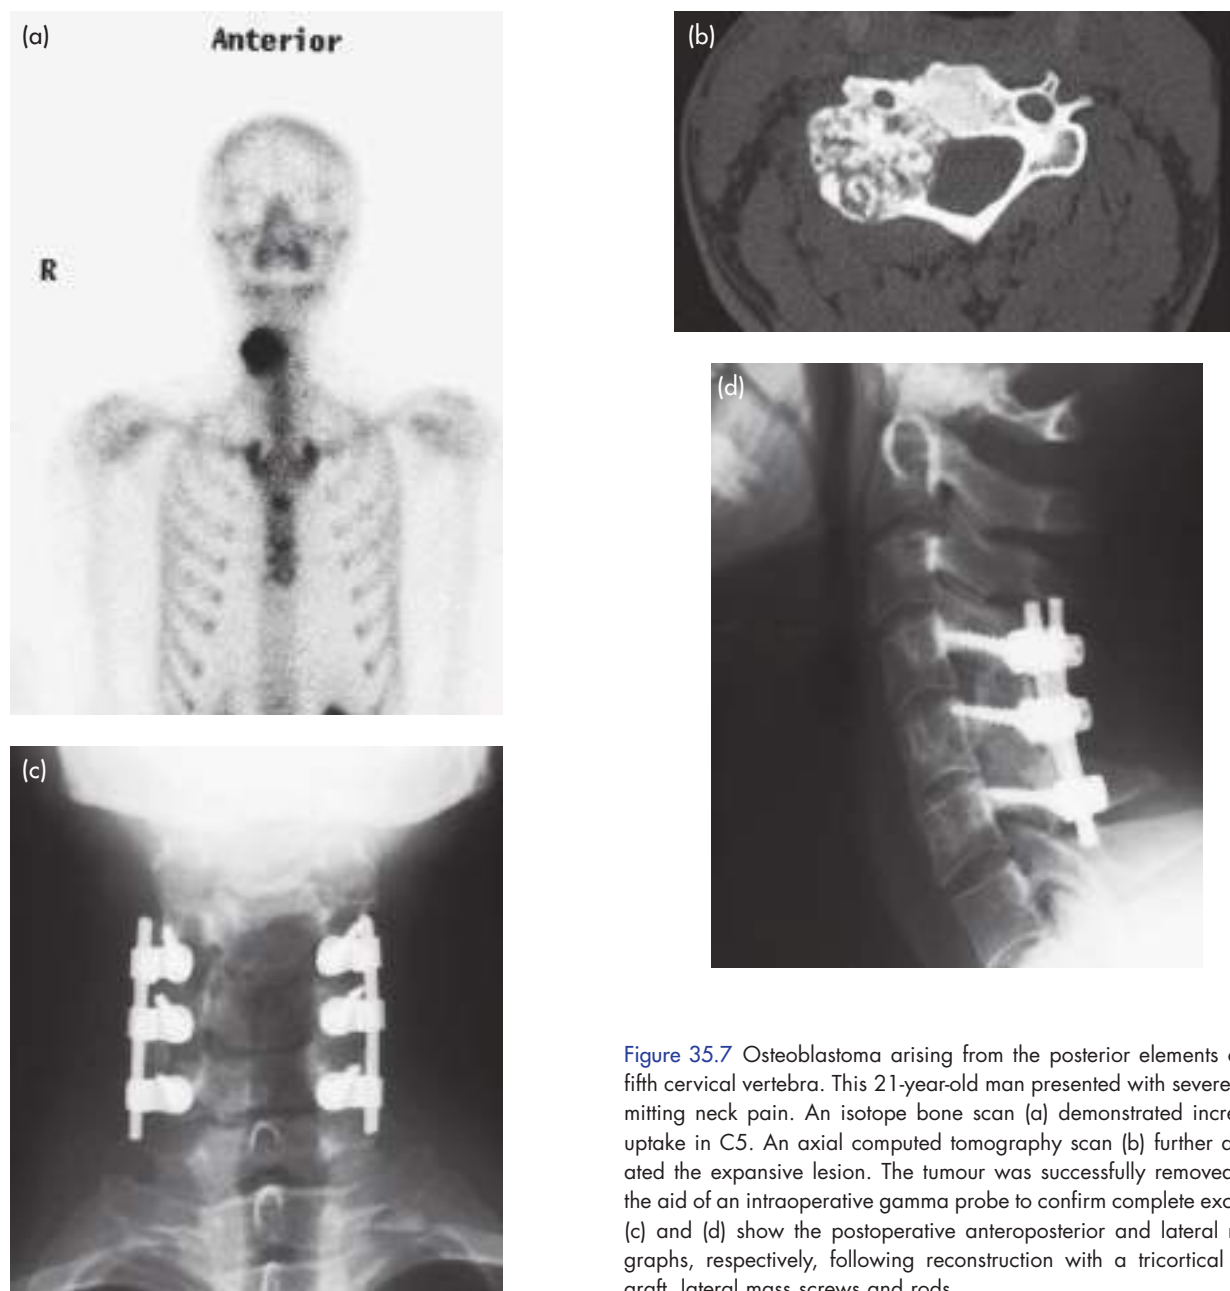 (a)
Anterior
R
(b)
(d)
(c)
Figure 35.7 Osteoblastoma arising from the posterior elements
fifth cervical vertebra. This 21-year-old man presented with severe
mitting neck pain. An isotope bone scan (a) demonstrated
uptake in C5. An axial computed tomography scan (b) further
ated the expansive lesion. The tumour was successfully removed
the aid of an intraoperative gamma probe to confirm complete
(c) and (d) show the postoperative anteroposterior and lateral
graphs, respectively, following reconstruction with a tricortical
graft, lateral mass screws and rods